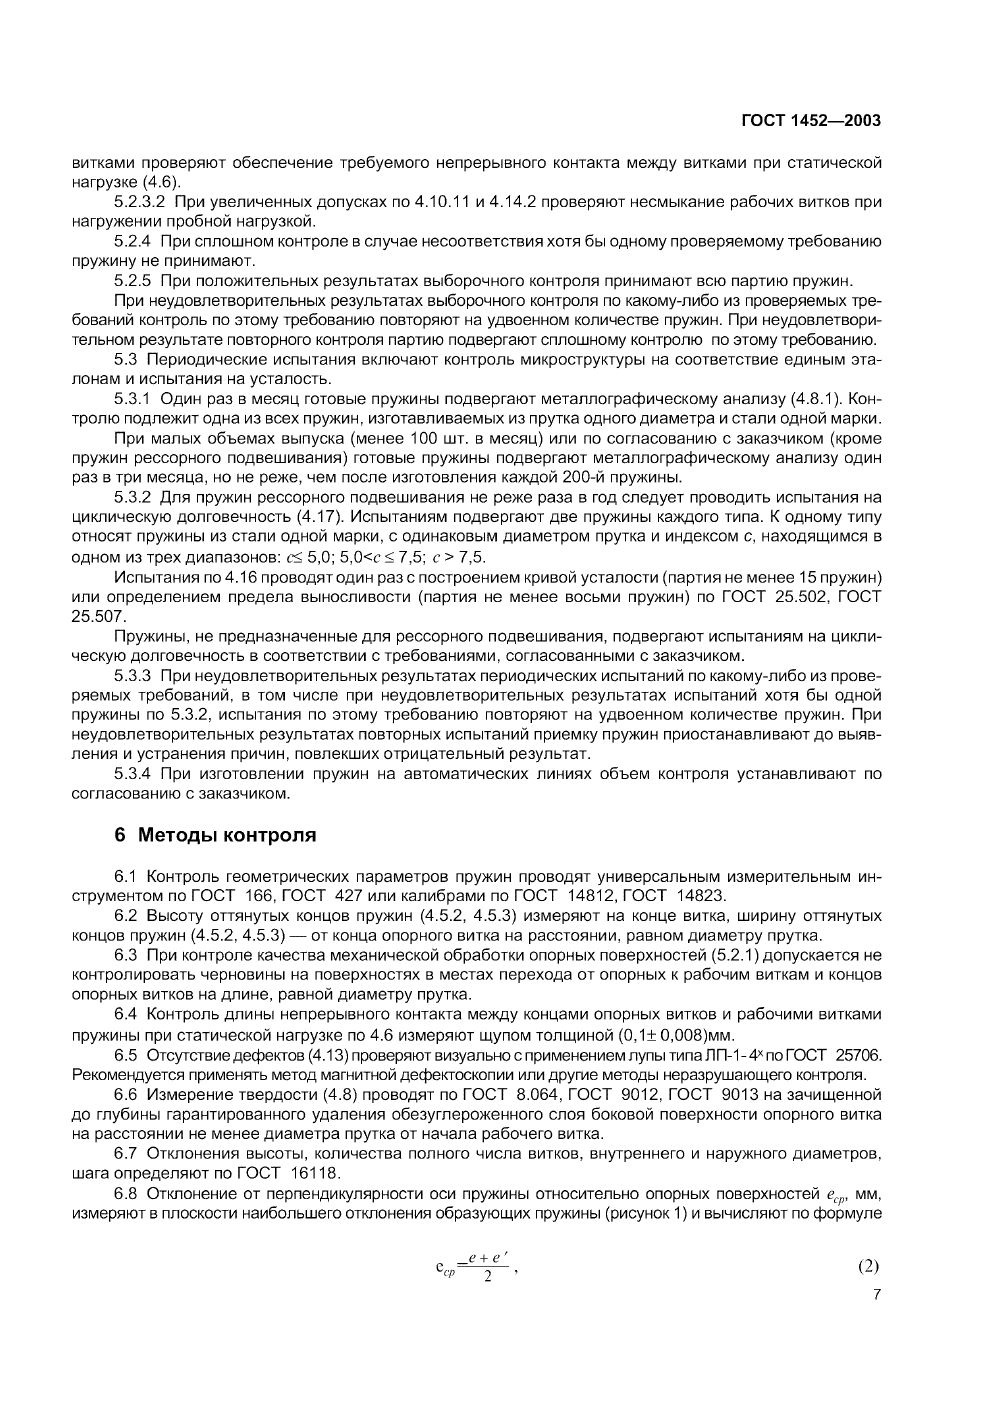 ГОСТ 1452—2003
витками проверяют обеспечение требуемого непрерывного контакта между витками при статической
нагрузке (4.6).
5.2.3.2 При увеличенных допусках по 4.10.11 и 4.14.2 проверяют несмыкание рабочих витков при
нагружении пробной нагрузкой.
5.2.4 При сплошном контроле в случае несоответствия хотя бы одному проверяемому требованию
пружину не принимают.
5.2.5 При положительных результатах выборочного контроля принимают всю партию пружин.
При неудовлетворительных результатах выборочного контроля по какому-либо из проверяемых тре-
бований контроль по этому требованию повторяют на удвоенном количестве пружин. При неудовлетвори-
тельном результате повторного контроля партию подвергают сплошному контролю по этому требованию.
5.3 Периодические испытания включают контроль микроструктуры на соответствие единым эта-
лонам и испытания на усталость.
5.3.1 Один раз в месяц готовые пружины подвергают металлографическому анализу (4.8.1). Кон-
тролю подлежит одна из всех пружин, изготавливаемых из прутка одного диаметра и стали одной марки.
При малых объемах выпуска (менее 100 шт. в месяц) или по согласованию с заказчиком (кроме
пружин рессорного подвешивания) готовые пружины подвергают металлографическому анализу один
раз в три месяца, но не реже, чем после изготовления каждой 200-й пружины.
5.3.2 Для пружин рессорного подвешивания не реже раза в год следует проводить испытания на
циклическую долговечность (4.17). Испытаниям подвергают две пружины каждого типа. К одному типу
относят пружины из стали одной марки, с одинаковым диаметром прутка и индексом c, находящимся в
одном из трех диапазонов: c≤ 5,0; 5,0<c ≤ 7,5; c > 7,5.
Испытания по 4.16 проводят один раз с построением кривой усталости (партия не менее 15 пружин)
или определением предела выносливости (партия не менее восьми пружин) по ГОСТ 25.502, ГОСТ
25.507.
Пружины, не предназначенные для рессорного подвешивания, подвергают испытаниям на цикли-
ческую долговечность в соответствии с требованиями, согласованными с заказчиком.
5.3.3 При неудовлетворительных результатах периодических испытаний по какому-либо из прове-
ряемых требований, в том числе при неудовлетворительных результатах испытаний хотя бы одной
пружины по 5.3.2, испытания по этому требованию повторяют на удвоенном количестве пружин. При
неудовлетворительных результатах повторных испытаний приемку пружин приостанавливают до выяв-
ления и устранения причин, повлекших отрицательный результат.
5.3.4 При изготовлении пружин на автоматических линиях объем контроля устанавливают по
согласованию с заказчиком.
6 Методы контроля
6.1 Контроль геометрических параметров пружин проводят универсальным измерительным ин-
струментом по ГОСТ 166, ГОСТ 427 или калибрами по ГОСТ 14812, ГОСТ 14823.
6.2 Высоту оттянутых концов пружин (4.5.2, 4.5.3) измеряют на конце витка, ширину оттянутых
концов пружин (4.5.2, 4.5.3) — от конца опорного витка на расстоянии, равном диаметру прутка.
6.3 При контроле качества механической обработки опорных поверхностей (5.2.1) допускается не
контролировать черновины на поверхностях в местах перехода от опорных к рабочим виткам и концов
опорных витков на длине, равной диаметру прутка.
6.4 Контроль длины непрерывного контакта между концами опорных витков и рабочими витками
пружины при статической нагрузке по 4.6 измеряют щупом толщиной (0,1± 0,008)мм.
6.5 Отсутствие дефектов (4.13) проверяют визуально с применением лупы типа ЛП-1- 4ˣ по ГОСТ 25706.
Рекомендуется применять метод магнитной дефектоскопии или другие методы неразрушающего контроля.
6.6 Измерение твердости (4.8) проводят по ГОСТ 8.064, ГОСТ 9012, ГОСТ 9013 на зачищенной
до глубины гарантированного удаления обезуглероженного слоя боковой поверхности опорного витка
на расстоянии не менее диаметра прутка от начала рабочего витка.
6.7 Отклонения высоты, количества полного числа витков, внутреннего и наружного диаметров,
шага определяют по ГОСТ 16118.
6.8 Отклонение от перпендикулярности оси пружины относительно опорных поверхностей eср, мм,
измеряют в плоскости наибольшего отклонения образующих пружины (рисунок 1) и вычисляют по формуле
eср = (e + e′)/2 , (2)
7